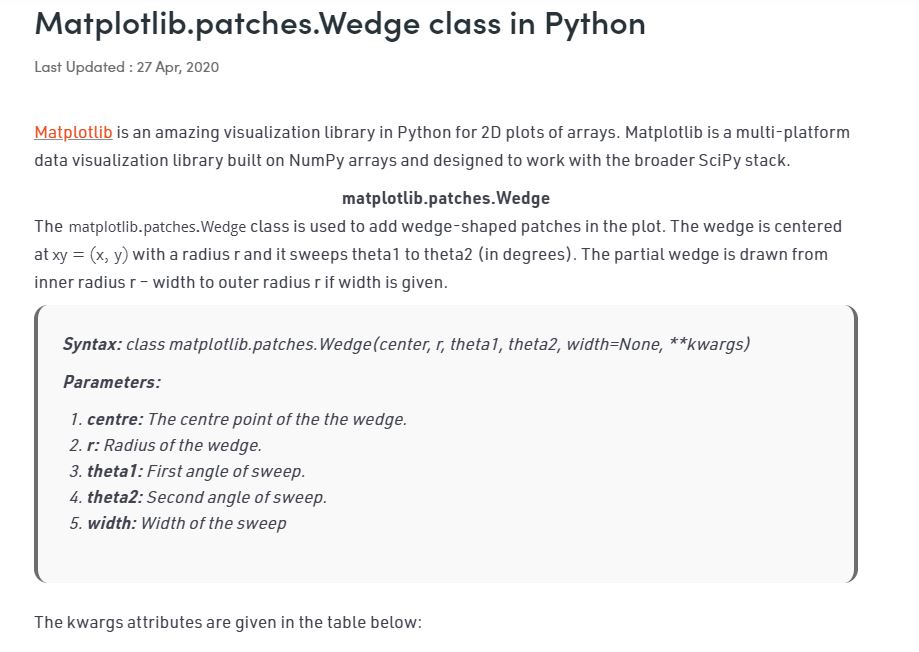 Matplotlib.patches.Wedge class in Python
Last Updated : 27 Apr, 2020
Matplotlib is an amazing visualization library in Python for 2D plots of arrays. Matplotlib is a multi-platform
data visualization library built on NumPy arrays and designed to work with the broader SciPy stack.
matplotlib.patches.Wedge
The matplotlib.patches.Wedge class is used to add wedge-shaped patches in the plot. The wedge is centered
at xy = (x, y) with a radius r and it sweeps theta1 to theta2 (in degrees). The partial wedge is drawn from
inner radius r – width to outer radius r if width is given.
Syntax: class matplotlib.patches.Wedge(center, r, theta1, theta2, width=None, **kwargs)
Parameters:
1. centre: The centre point of the the wedge.
2. r: Radius of the wedge.
3. theta1: First angle of sweep.
4. theta2: Second angle of sweep.
5. width: Width of the sweep
The kwargs attributes are given in the table below: